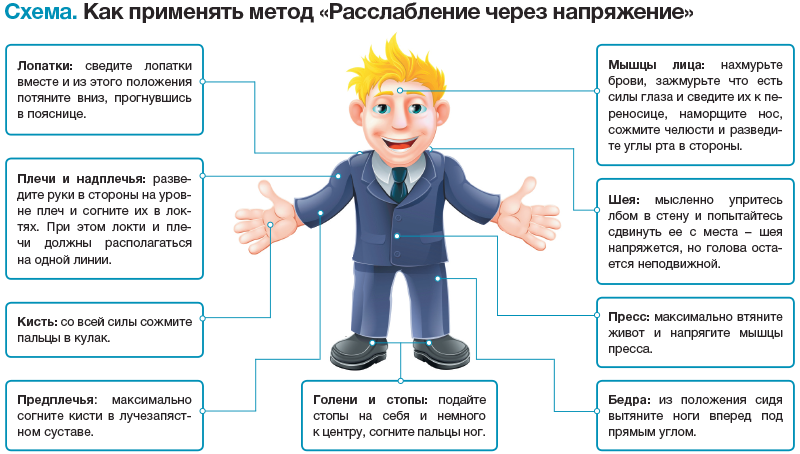 Схема. Как применять метод «Расслабление через напряжение»
Лопатки: сведите лопатки
вместе и из этого положения
потяните вниз, прогнувшись
в пояснице.
Плечи и надплечья: разве-
дите руки в стороны на уров-
не плеч и согните их в лок-
тях. При этом локти и пле-
чи должны располагаться
на одной линии.
Кисть: со всей силы сожмите
пальцы в кулак.
Предплечья: максимально
согните кисти в лучезапяст-
ном суставе.
Голени и стопы: подайте
стопы на себя и немного
к центру, согните пальцы ног.
Мышцы лица: нахмурьте
брови, зажмурьте что есть
силы глаза и сведите их к пе-
реносице, наморщите нос,
сожмите челюсти и разведи-
те углы рта в стороны.
Шея: мысленно упритесь
лбом в стену и попытайтесь
сдвинуть ее с места – шея
напряжется, но голова оста-
ется неподвижной.
Пресс: максимально втяните
живот и напрягите мышцы
пресса.
Бедра: из положения сидя
вытяните ноги вперед под
прямым углом.